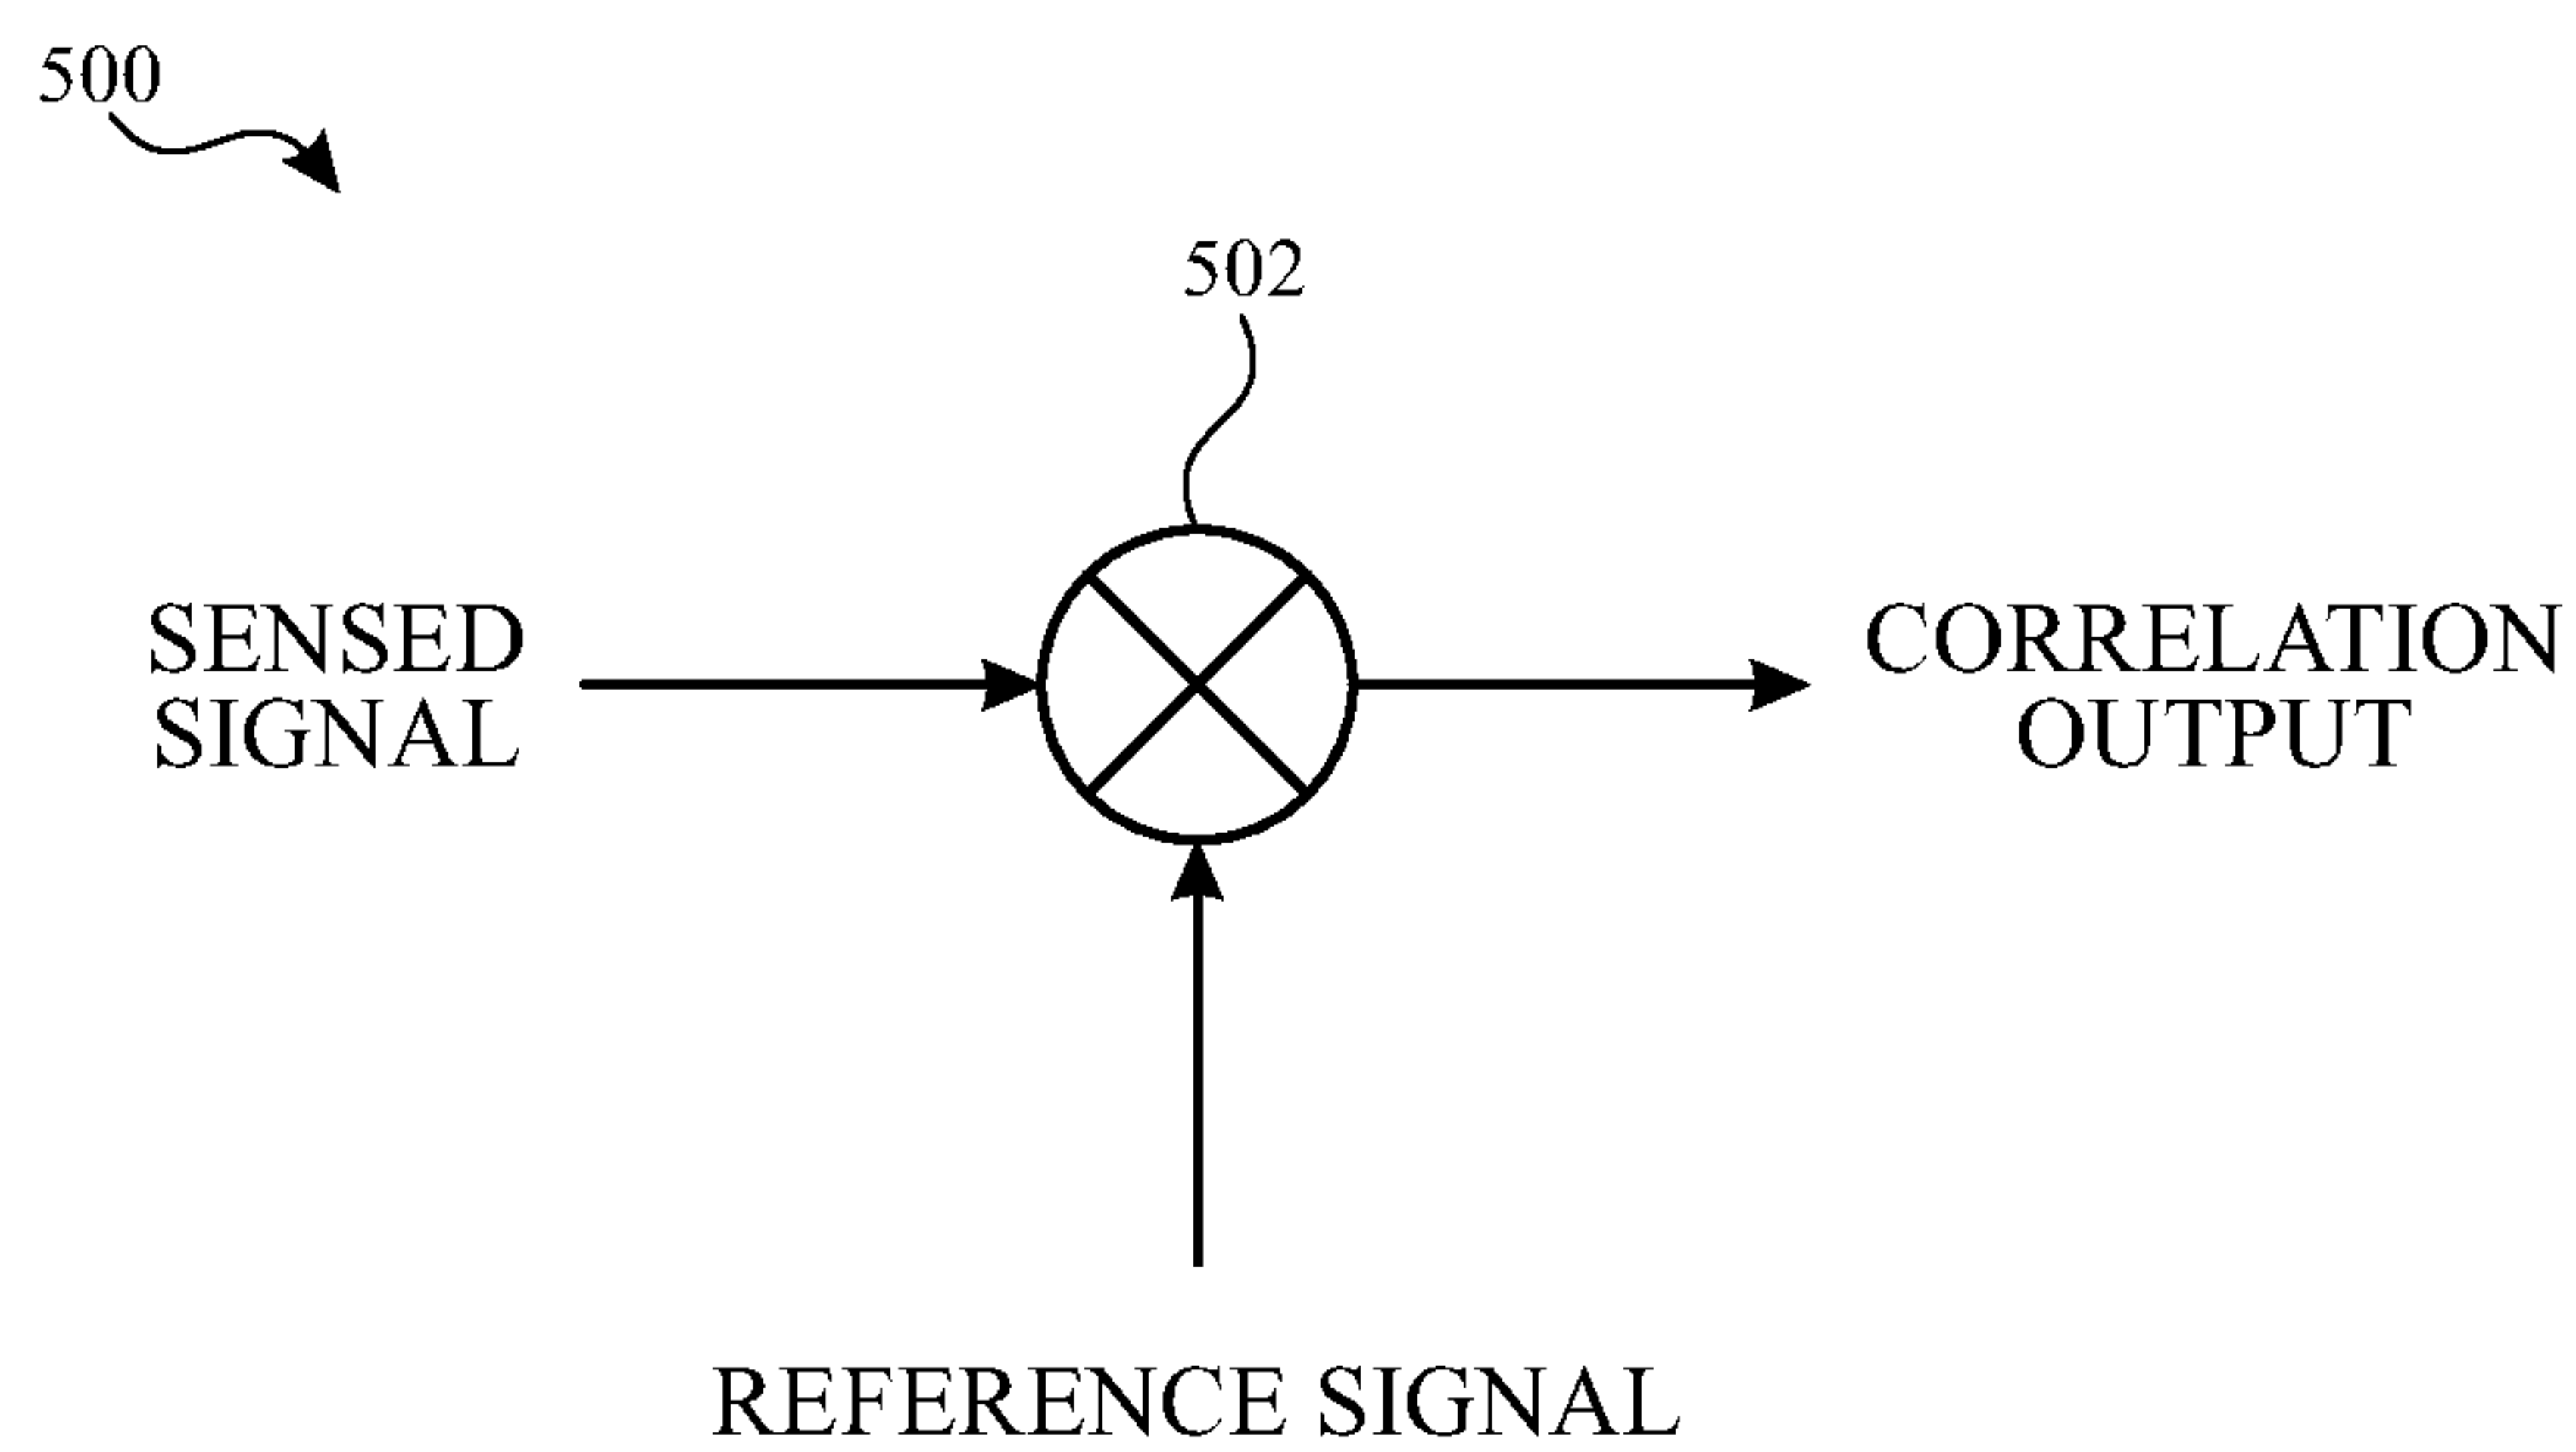 500
502
SENSED
SIGNAL
CORRELATION
OUTPUT
REFERENCE SIGNAL